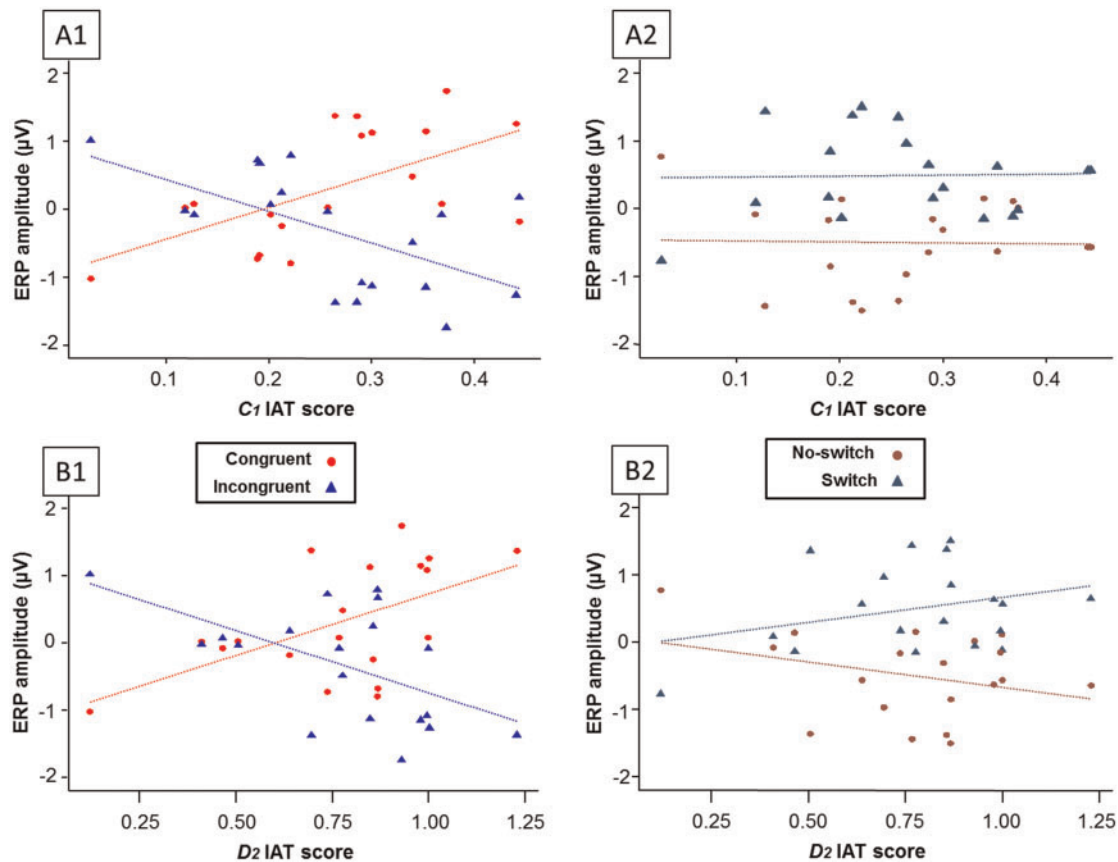 A1
ERP amplitude (µV)
2
1
0
-1
-2
0.1 0.2 0.3 0.4
C1 IAT score
A2
ERP amplitude (µV)
2
1
0
-1
-2
0.1 0.2 0.3 0.4
C1 IAT score
B1
Congruent
Incongruent
ERP amplitude (µV)
2
1
0
-1
-2
0.25 0.50 0.75 1.00 1.25
D2 IAT score
B2
No-switch
Switch
ERP amplitude (µV)
2
1
0
-1
-2
0.25 0.50 0.75 1.00 1.25
D2 IAT score